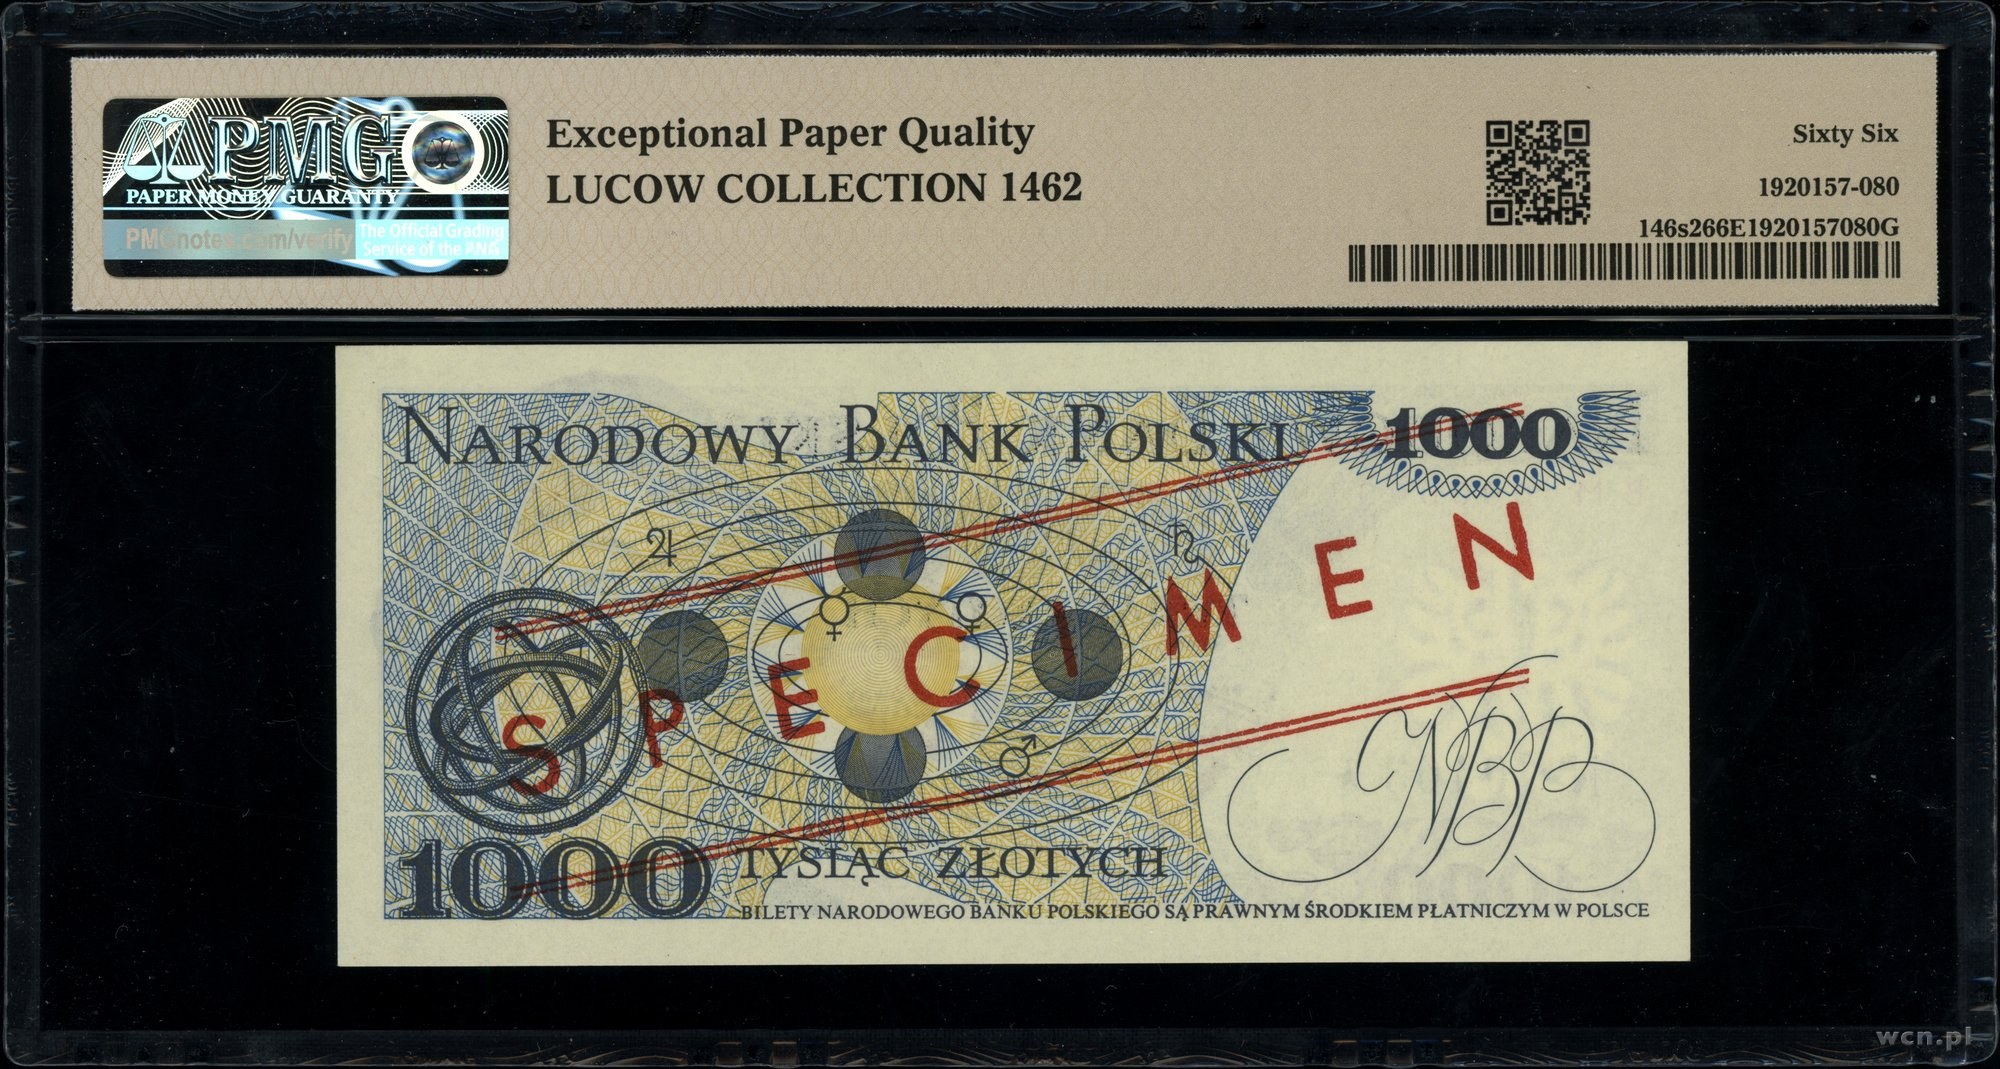 PMG
PAPER MONEY GUARANTY
PMGnotes.com/verify
The Official Grading
Service of the PNG
Exceptional Paper Quality
LUCOW COLLECTION 1462
Sixty Six
1920157-080
146s266E1920157080G
NARODOWY BANK POLSKI
1000
SPECIMEN
NBP
1000
TYSIĄC ZŁOTYCH
BILETY NARODOWEGO BANKU POLSKIEGO SĄ PRAWNYM ŚRODKIEM PŁATNICZYM W POLSCE
wcn.pl